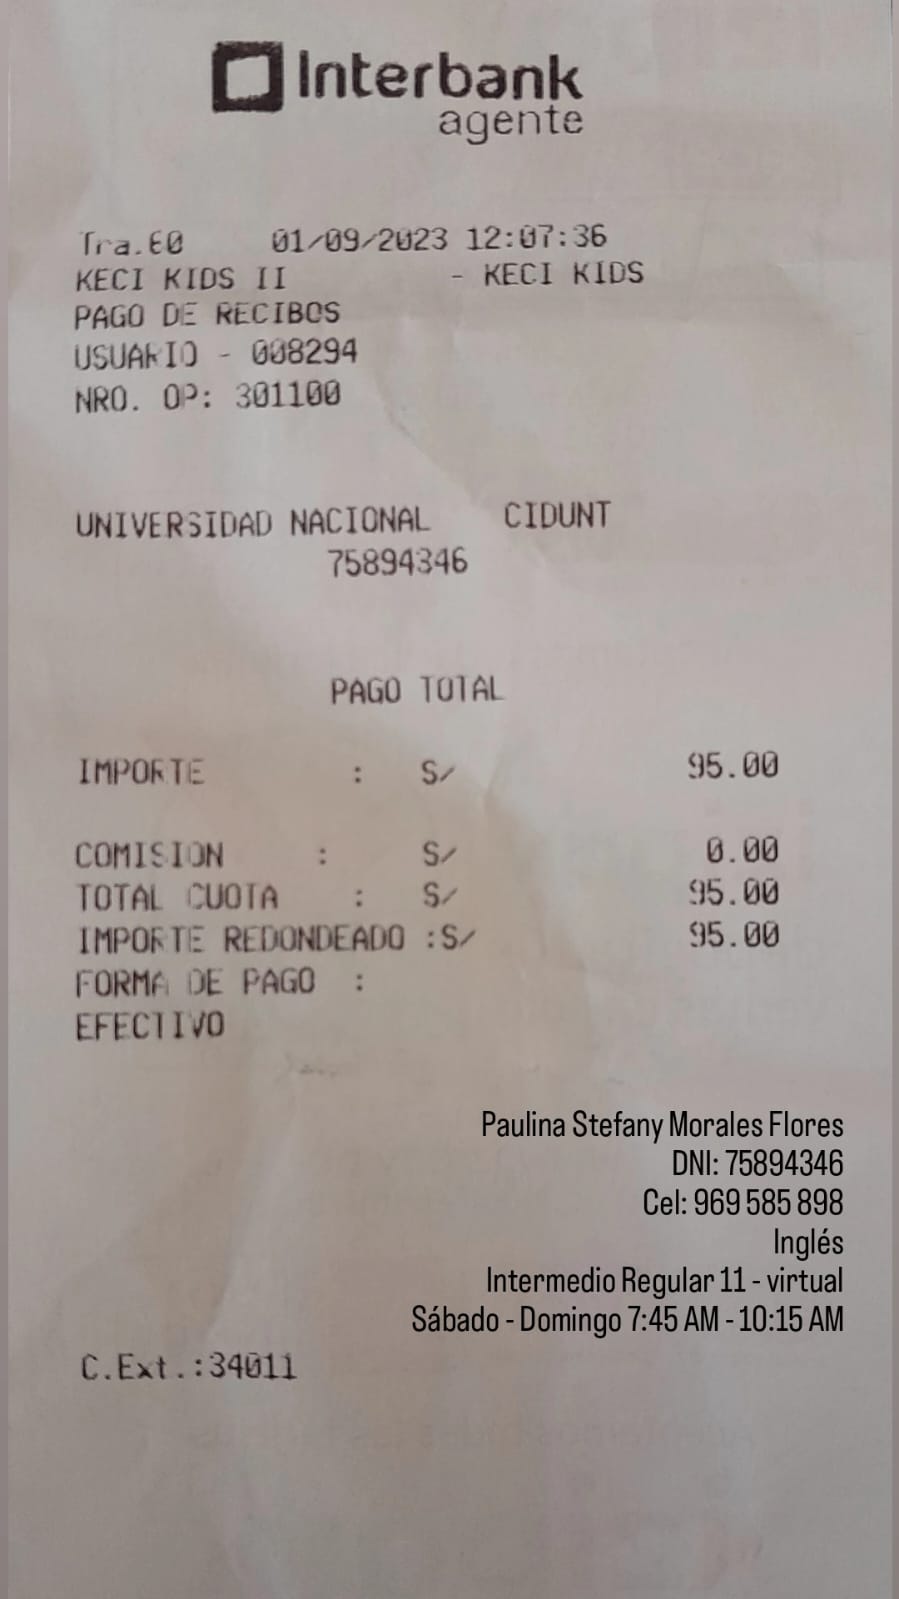 Interbank
agente
Tra.60 01/09/2023 12:07:36
KECI KIDS II - KECI KIDS
PAGO DE RECIBOS
USUARIO - 008294
NRO. OP: 301100
UNIVERSIDAD NACIONAL CIDUNT
75894346
PAGO TOTAL
IMPORTE : S/ 95.00
COMISION : S/ 0.00
TOTAL CUOTA : S/ 95.00
IMPORTE REDONDEADO :S/ 95.00
FORMA DE PAGO :
EFECTIVO
Paulina Stefany Morales Flores
DNI: 75894346
Cel: 969 585 898
Inglés
Intermedio Regular 11 - virtual
Sábado - Domingo 7:45 AM - 10:15 AM
C.Ext.:34011